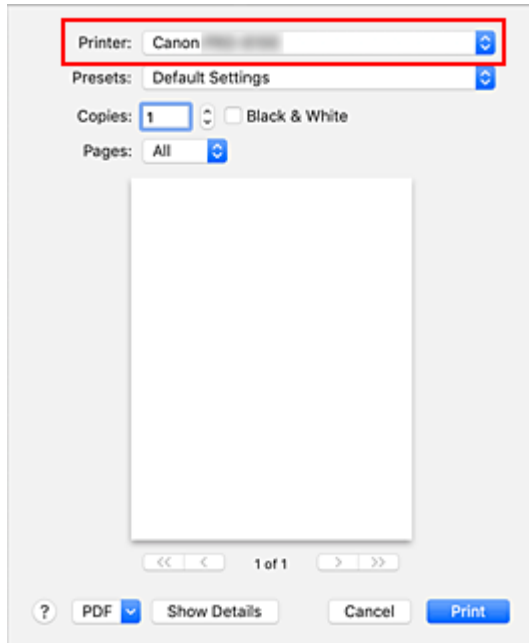 Printer: Canon
Presets: Default Settings
Copies: 1 Black & White
Pages: All
<< < 1 of 1 > >>
? PDF Show Details Cancel Print